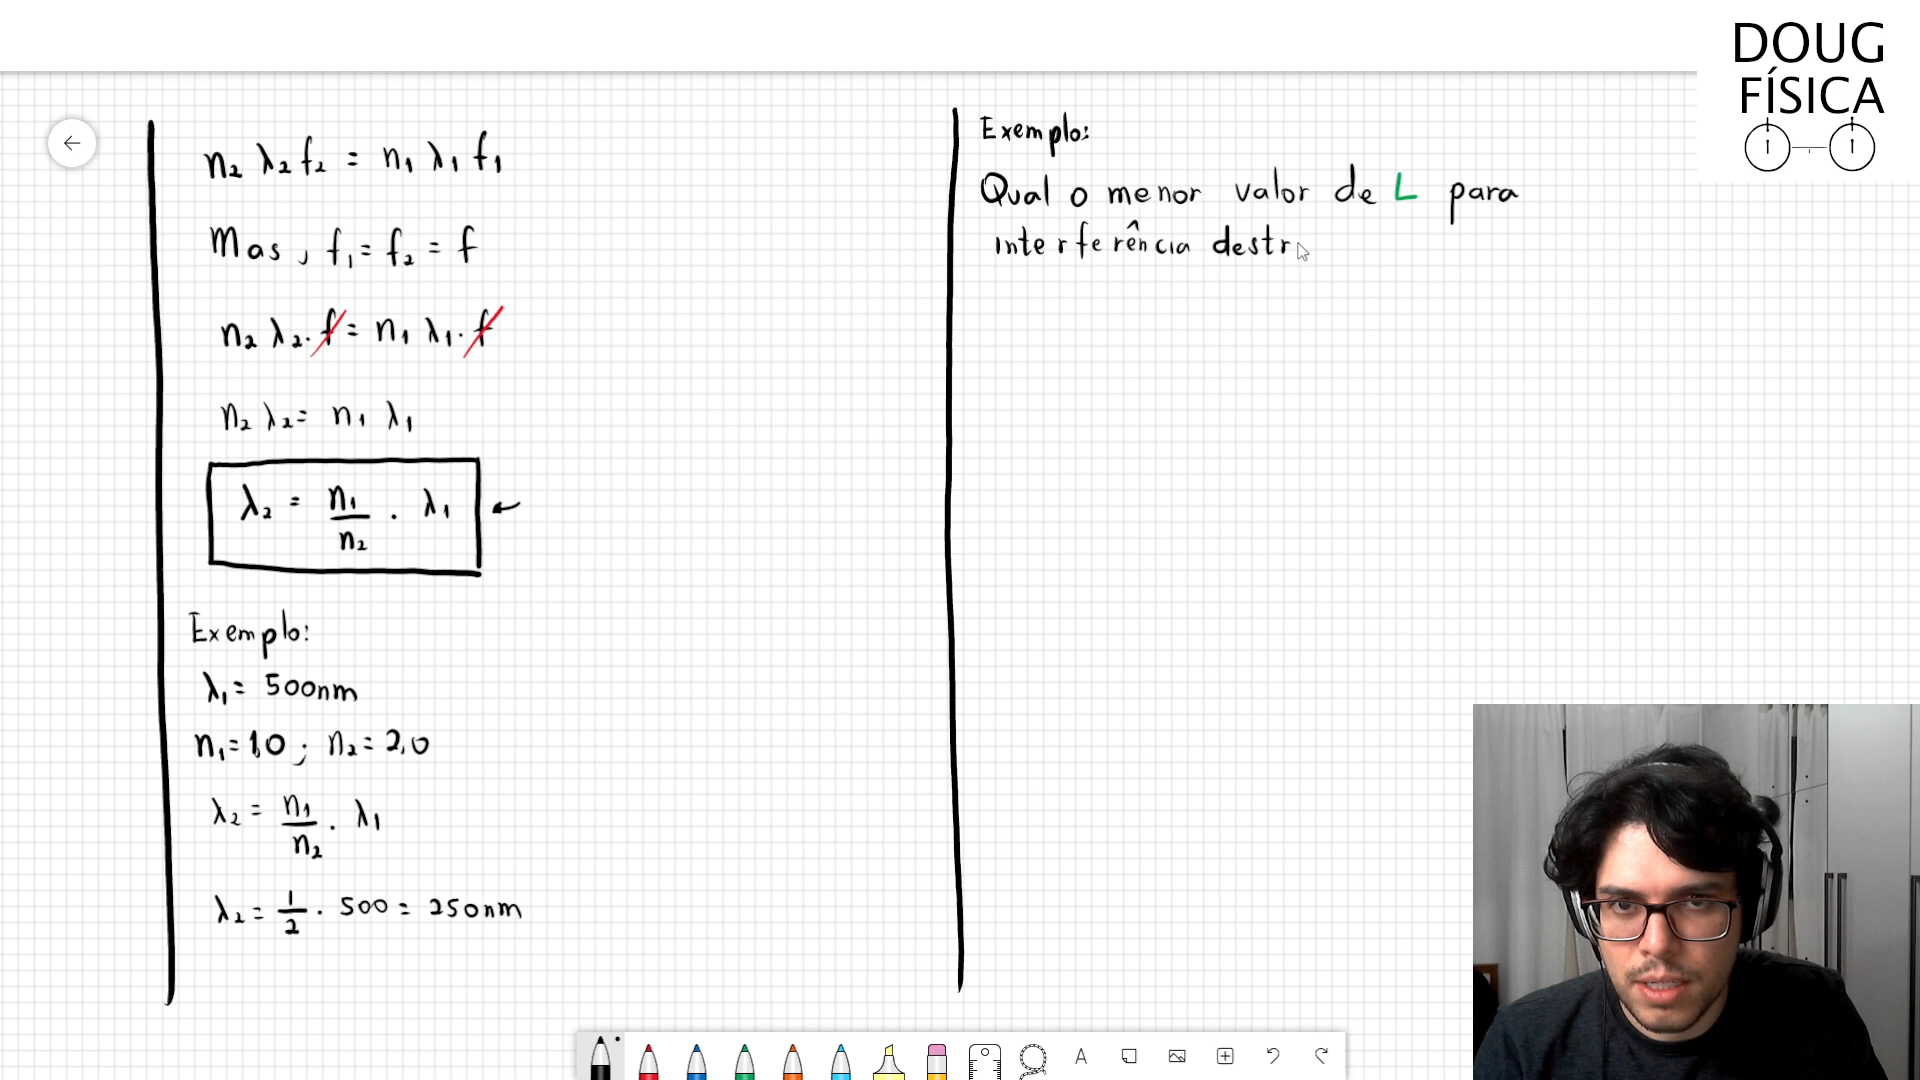 DOUG
FÍSICA
n₂ λ₂ f₂ = n₁ λ₁ f₁
Mas, f₁ = f₂ = f
n₂ λ₂ . f = n₁ λ₁ . f
n₂ λ₂ = n₁ λ₁
λ₂ = n₁/n₂ . λ₁
Exemplo:
λ₁ = 500nm
n₁ = 1,0 ; n₂ = 2,0
λ₂ = n₁/n₂ . λ₁
λ₂ = 1/2 . 500 = 250nm
Exemplo:
Qual o menor valor de L para
interferência destr
A